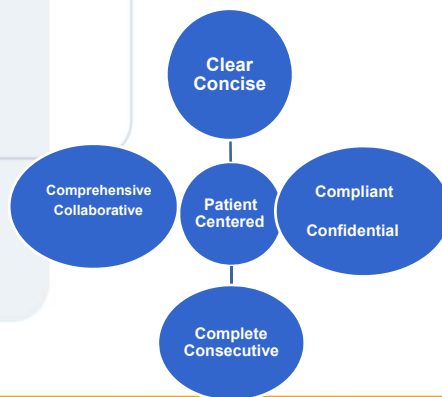 Clear
Concise
Comprehensive
Collaborative
Patient
Centered
Compliant
Confidential
Complete
Consecutive